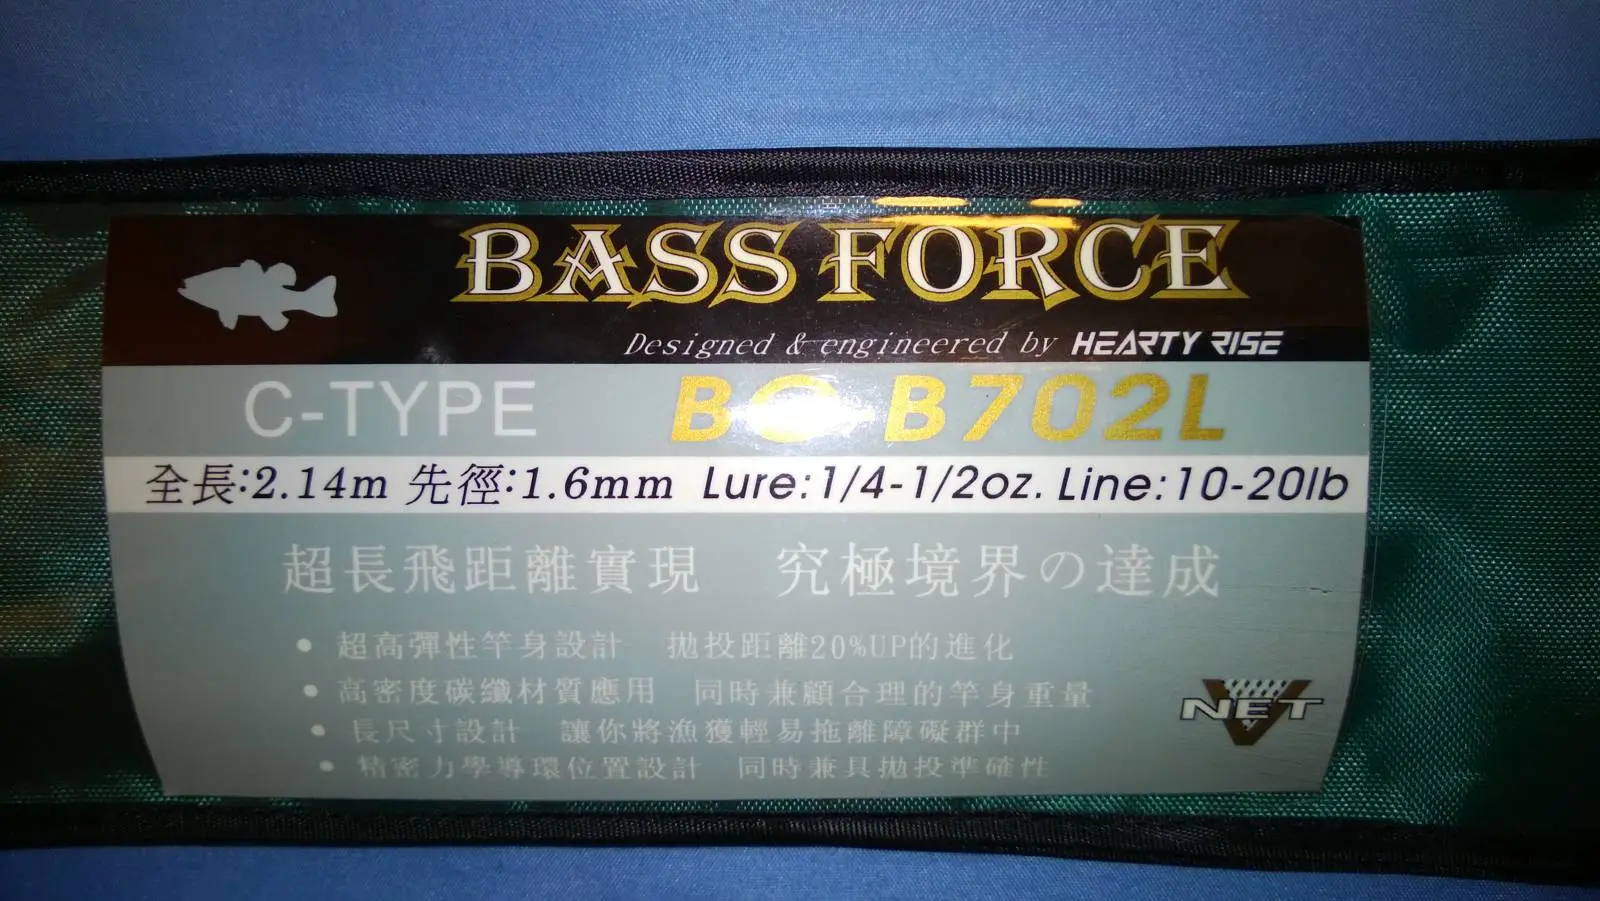 BASS FORCE
Designed & engineered by HEARTY RISE
C-TYPE B702L
全長:2.14m 先徑:1.6mm Lure:1/4-1/2oz. Line:10-20lb
超長飛距離實現 究極境界の達成
• 超高彈性竿身設計 拋投距離20%UP的進化
• 高密度碳纖材質應用 同時兼顧合理的竿身重量
• 長尺寸設計 讓你將漁獲輕易拖離障礙群中
• 精密力學導環位置設計 同時兼具拋投準確性
V NET